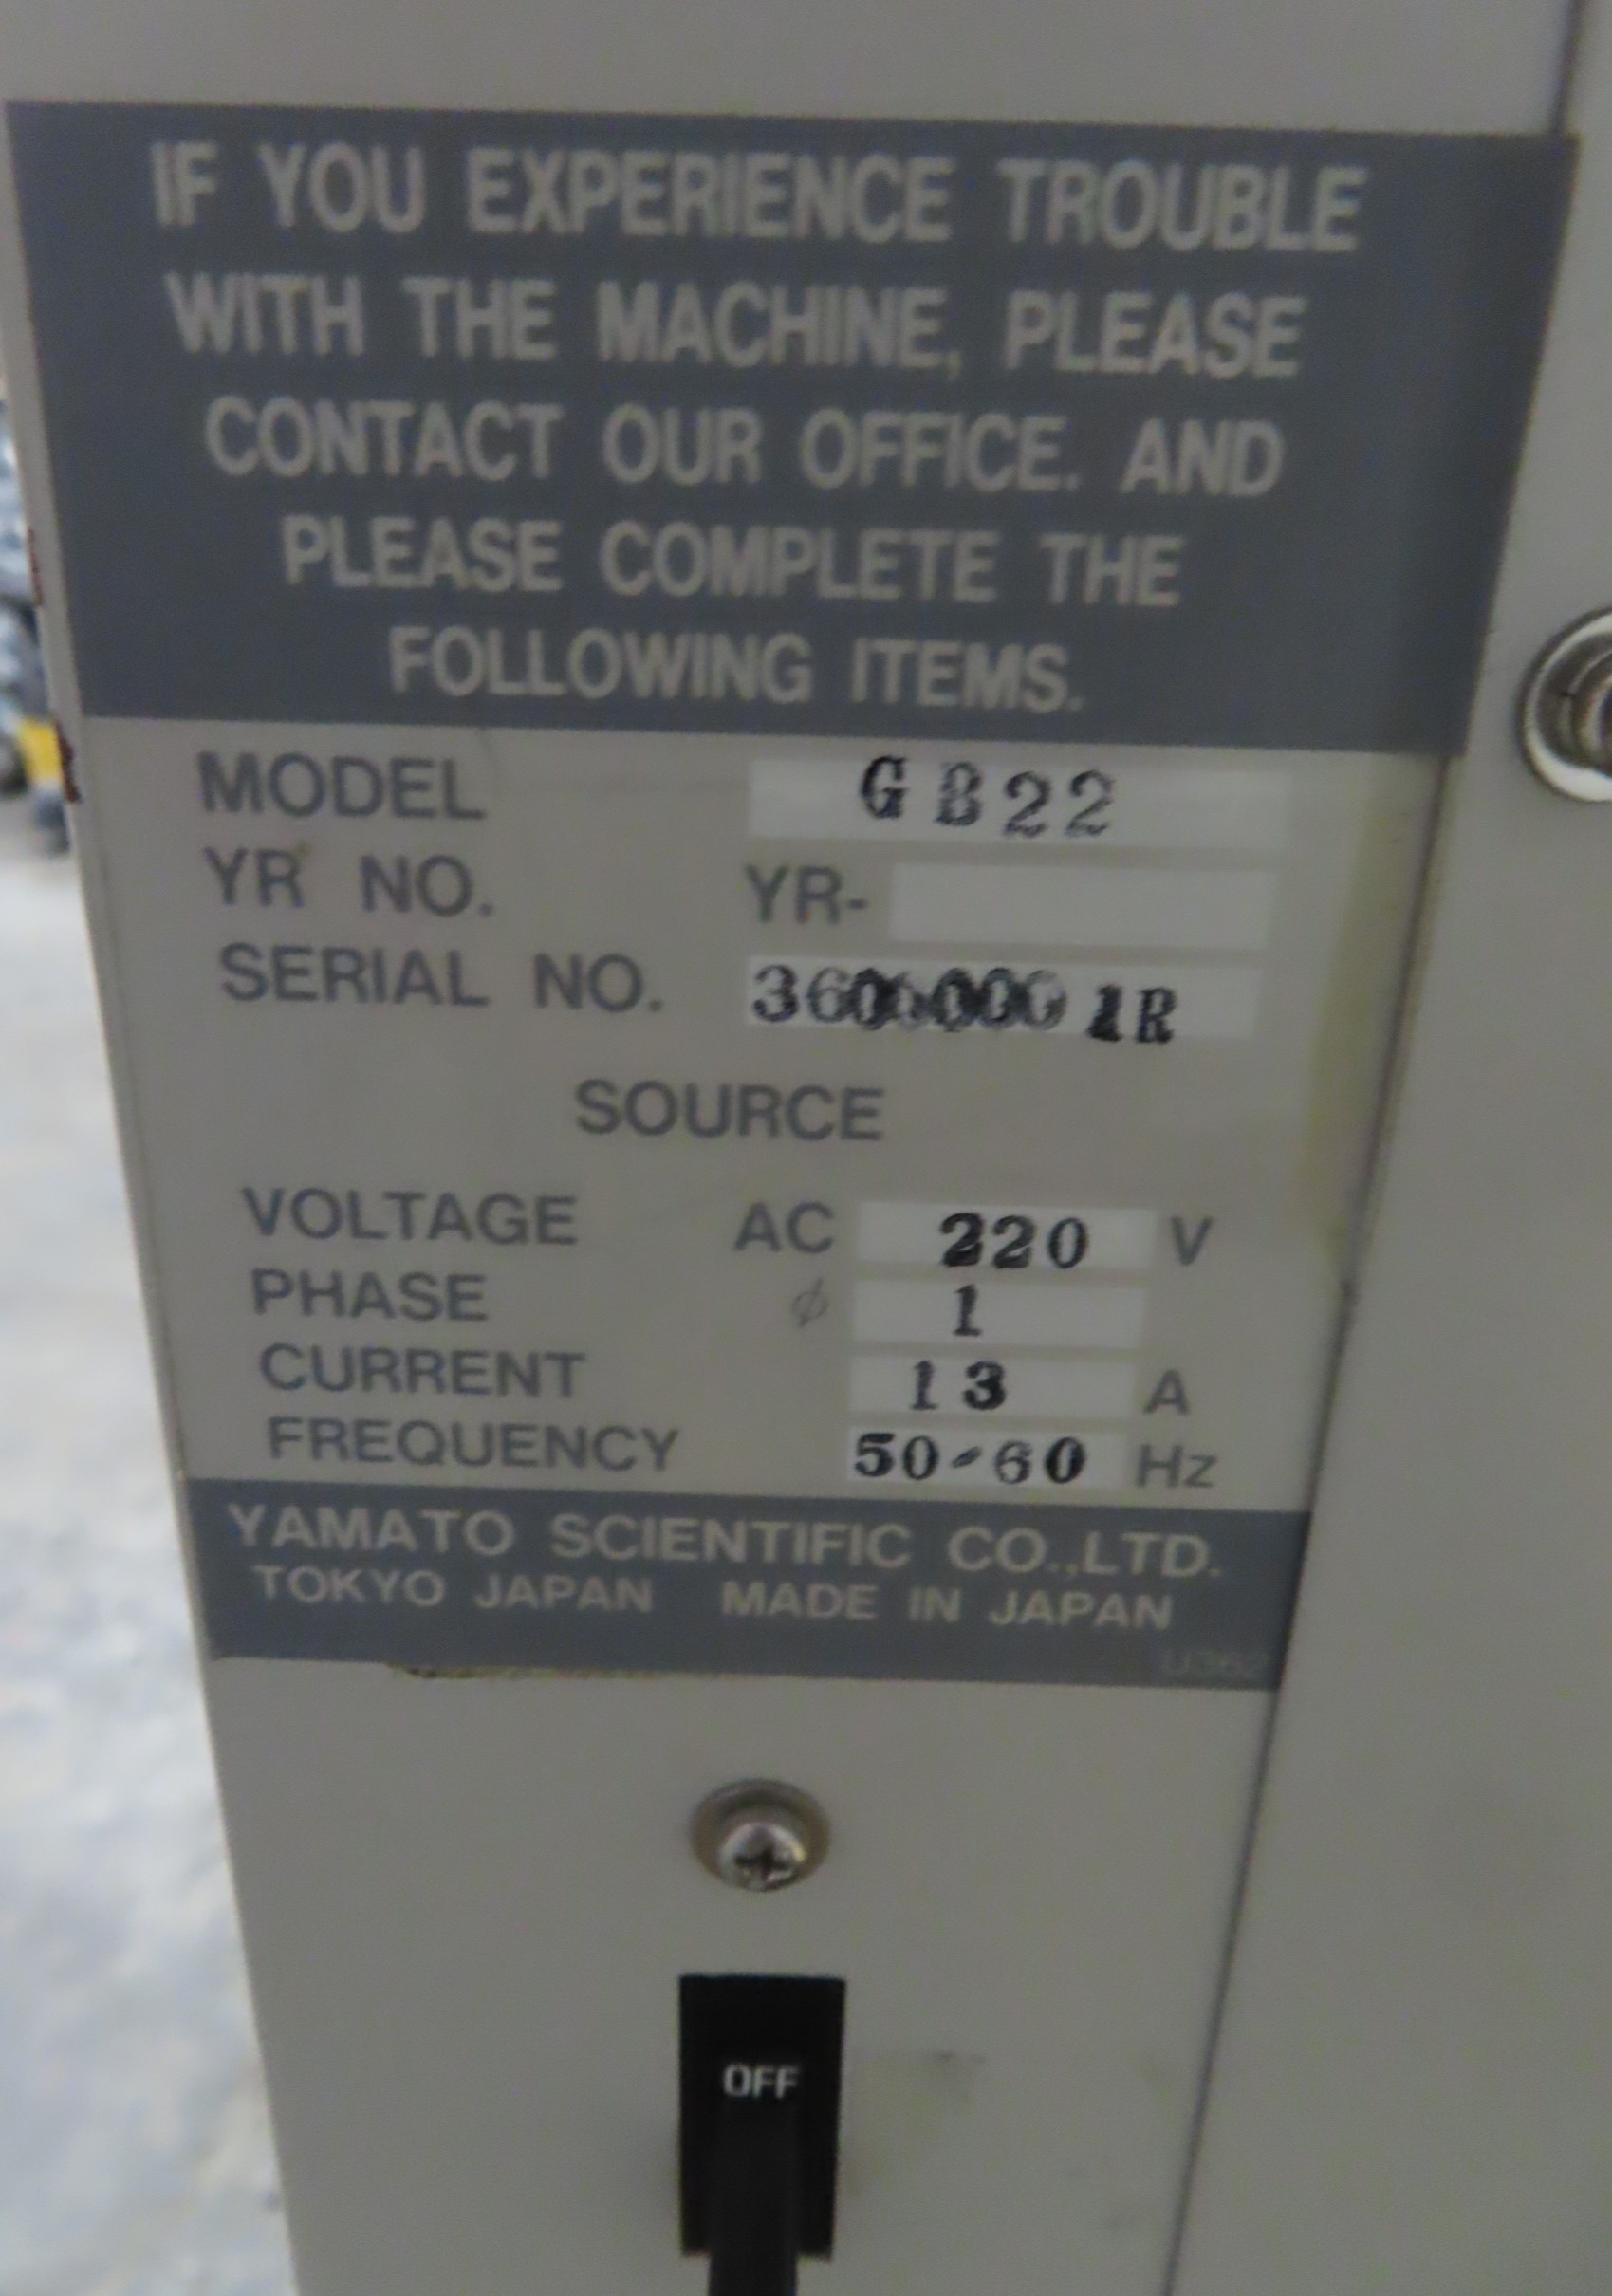 IF YOU EXPERIENCE TROUBLE
WITH THE MACHINE, PLEASE
CONTACT OUR OFFICE. AND
PLEASE COMPLETE THE
FOLLOWING ITEMS.
MODEL GB22
YR NO. YR-
SERIAL NO.
SOURCE
VOLTAGE AC 220 V
PHASE ϕ 1
CURRENT 13 A
FREQUENCY 50-60 Hz
YAMATO SCIENTIFIC CO.,LTD.
TOKYO JAPAN MADE IN JAPAN
U362
OFF